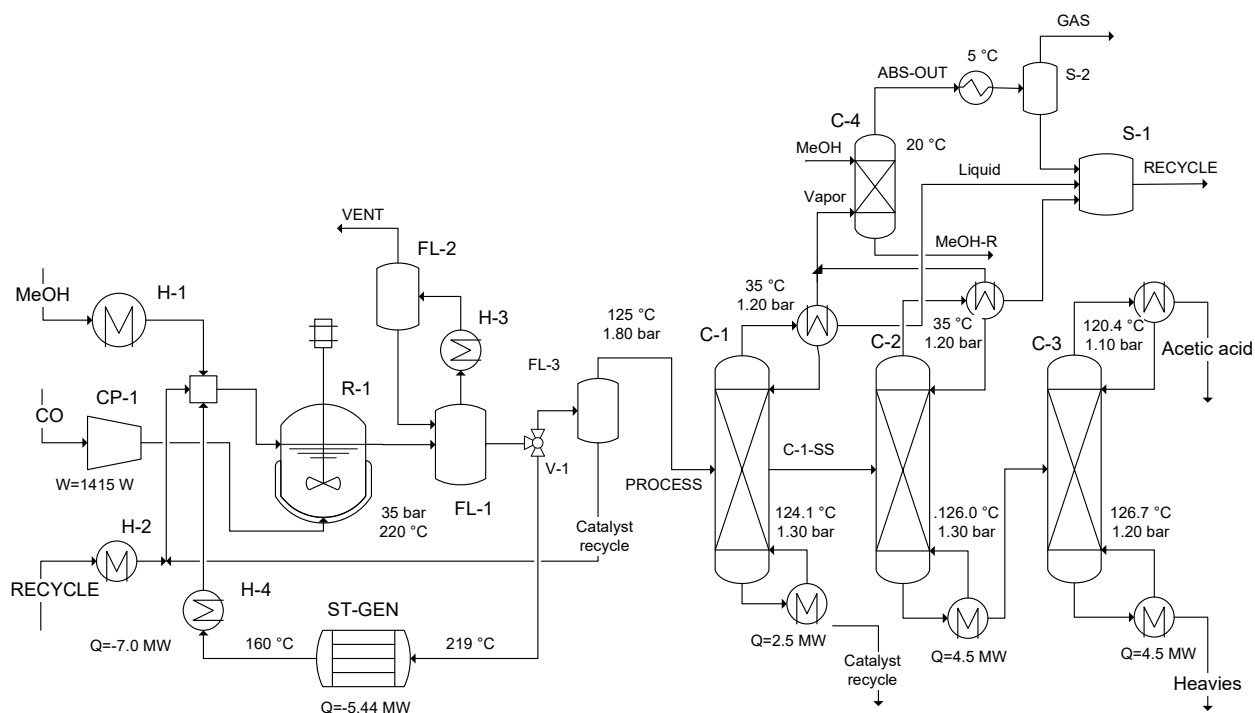 GAS
5 °C
ABS-OUT
S-2
C-4
MeOH
20 °C
S-1
Liquid
RECYCLE
Vapor
VENT
MeOH-R
FL-2
MeOH
H-1
35 °C
1.20 bar
125 °C
1.80 bar
H-3
C-1
35 °C
1.20 bar
C-2
120.4 °C
1.10 bar
C-3
Acetic acid
FL-3
CP-1
R-1
CO
V-1
C-1-SS
W=1415 W
PROCESS
FL-1
35 bar
220 °C
124.1 °C
1.30 bar
.126.0 °C
1.30 bar
126.7 °C
1.20 bar
H-2
Catalyst
recycle
RECYCLE
H-4
ST-GEN
Q=-7.0 MW
160 °C
219 °C
Q=2.5 MW
Q=4.5 MW
Q=4.5 MW
Catalyst
recycle
Heavies
Q=-5.44 MW